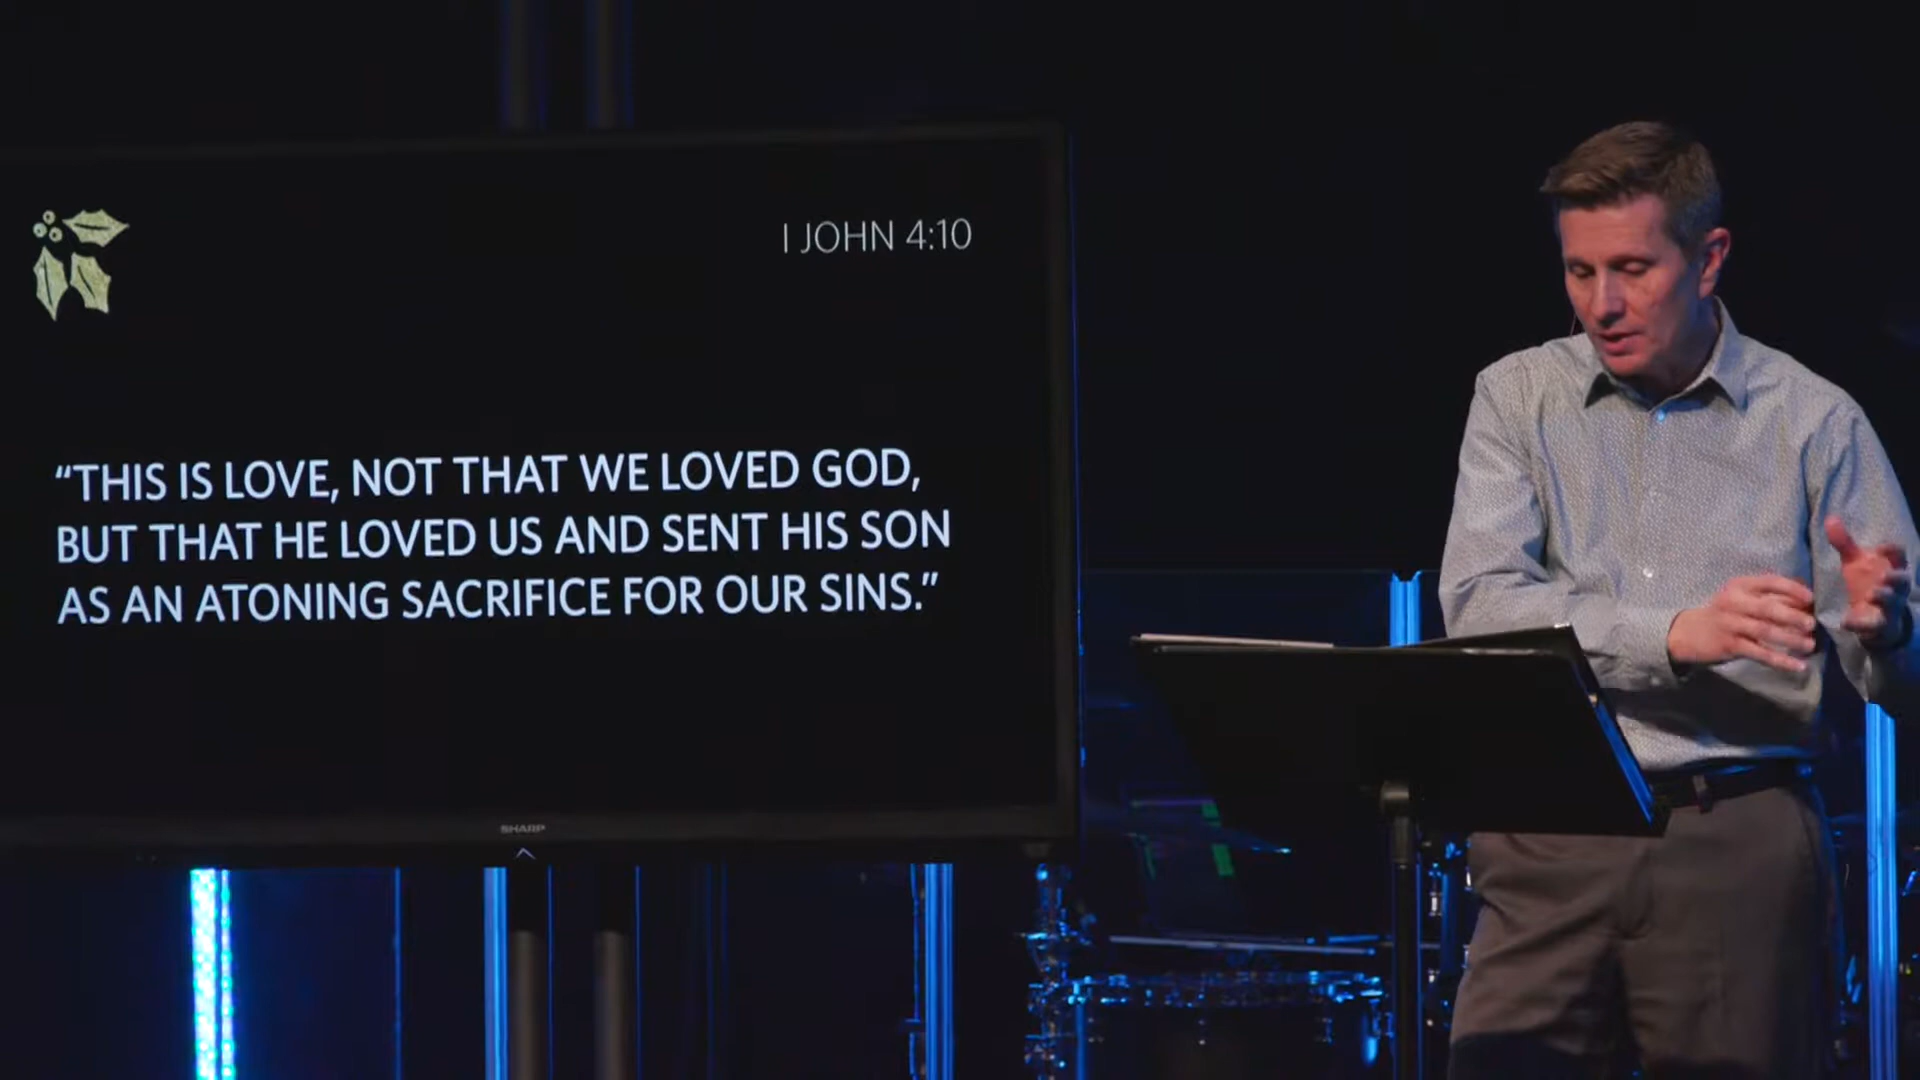 I JOHN 4:10
“THIS IS LOVE, NOT THAT WE LOVED GOD,
BUT THAT HE LOVED US AND SENT HIS SON
AS AN ATONING SACRIFICE FOR OUR SINS.”
SHARP